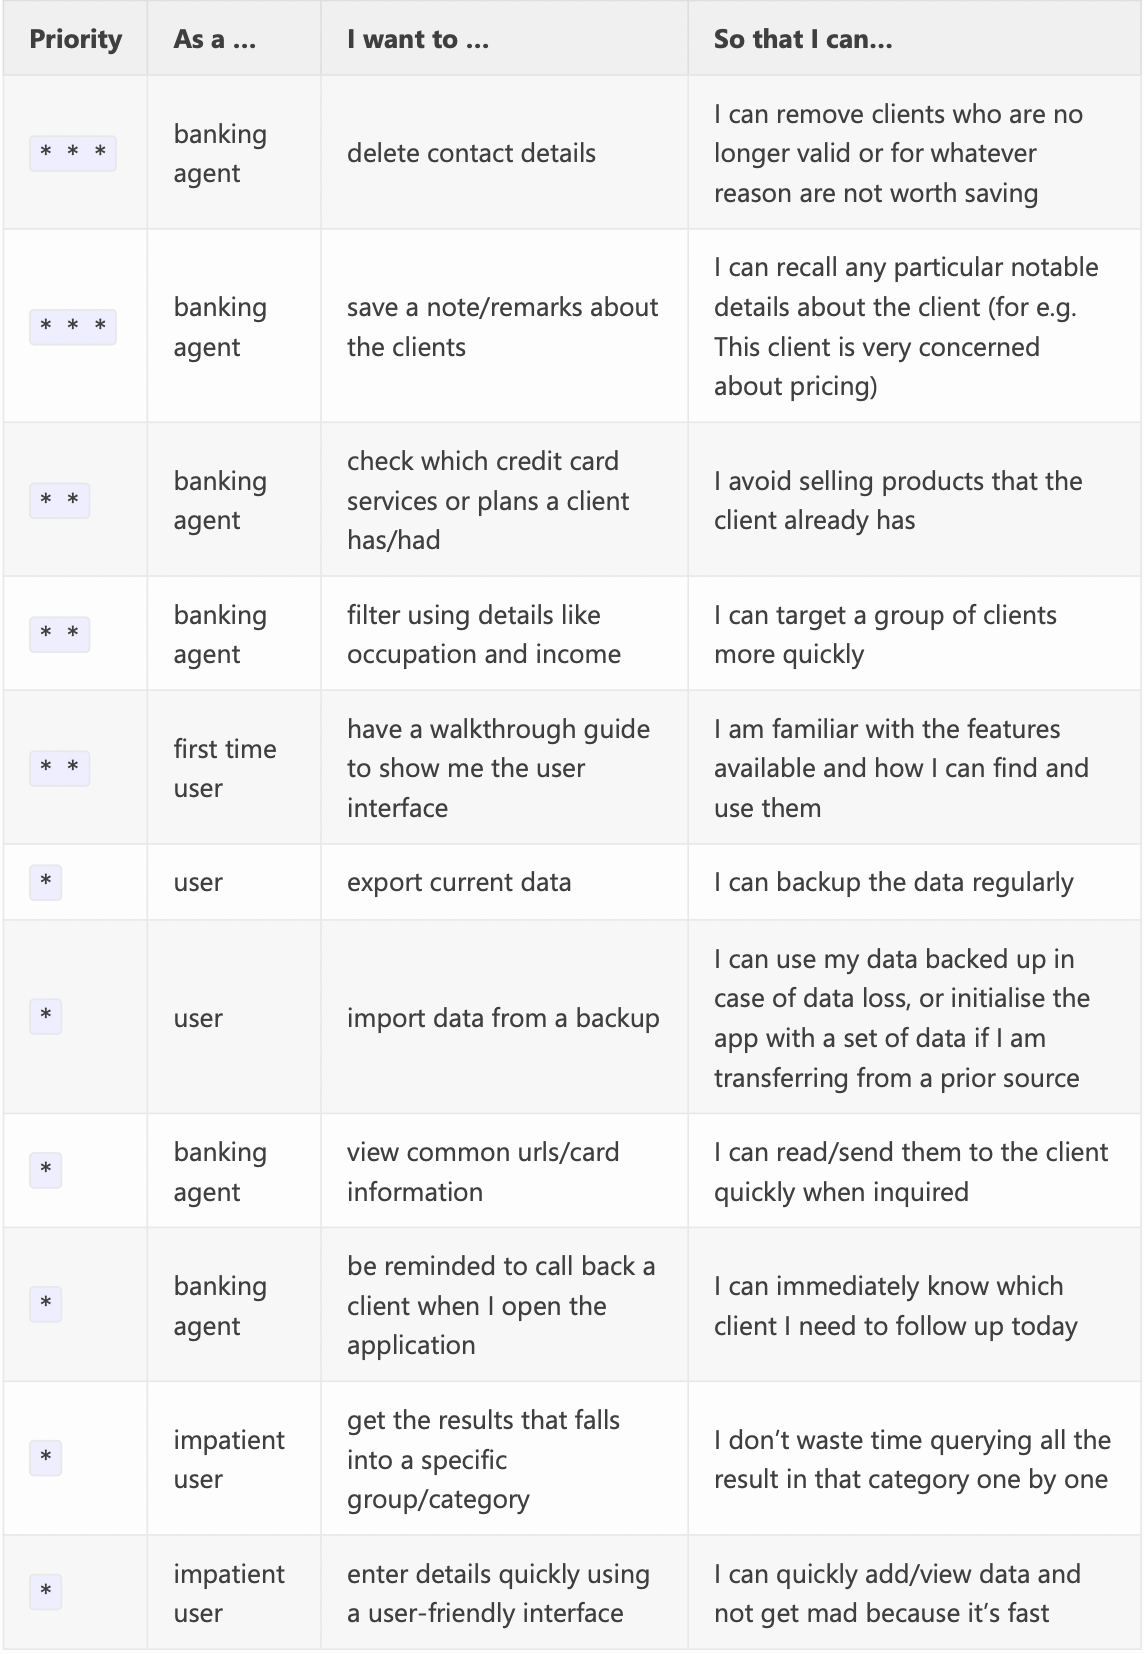 Priority As a ... I want to ... So that I can...
* * * banking agent delete contact details I can remove clients who are no longer valid or for whatever reason are not worth saving
* * * banking agent save a note/remarks about the clients I can recall any particular notable details about the client (for e.g. This client is very concerned about pricing)
* * banking agent check which credit card services or plans a client has/had I avoid selling products that the client already has
* * banking agent filter using details like occupation and income I can target a group of clients more quickly
* * first time user have a walkthrough guide to show me the user interface I am familiar with the features available and how I can find and use them
* user export current data I can backup the data regularly
* user import data from a backup I can use my data backed up in case of data loss, or initialise the app with a set of data if I am transferring from a prior source
* banking agent view common urls/card information I can read/send them to the client quickly when inquired
* banking agent be reminded to call back a client when I open the application I can immediately know which client I need to follow up today
* impatient user get the results that falls into a specific group/category I don’t waste time querying all the result in that category one by one
* impatient user enter details quickly using a user-friendly interface I can quickly add/view data and not get mad because it’s fast